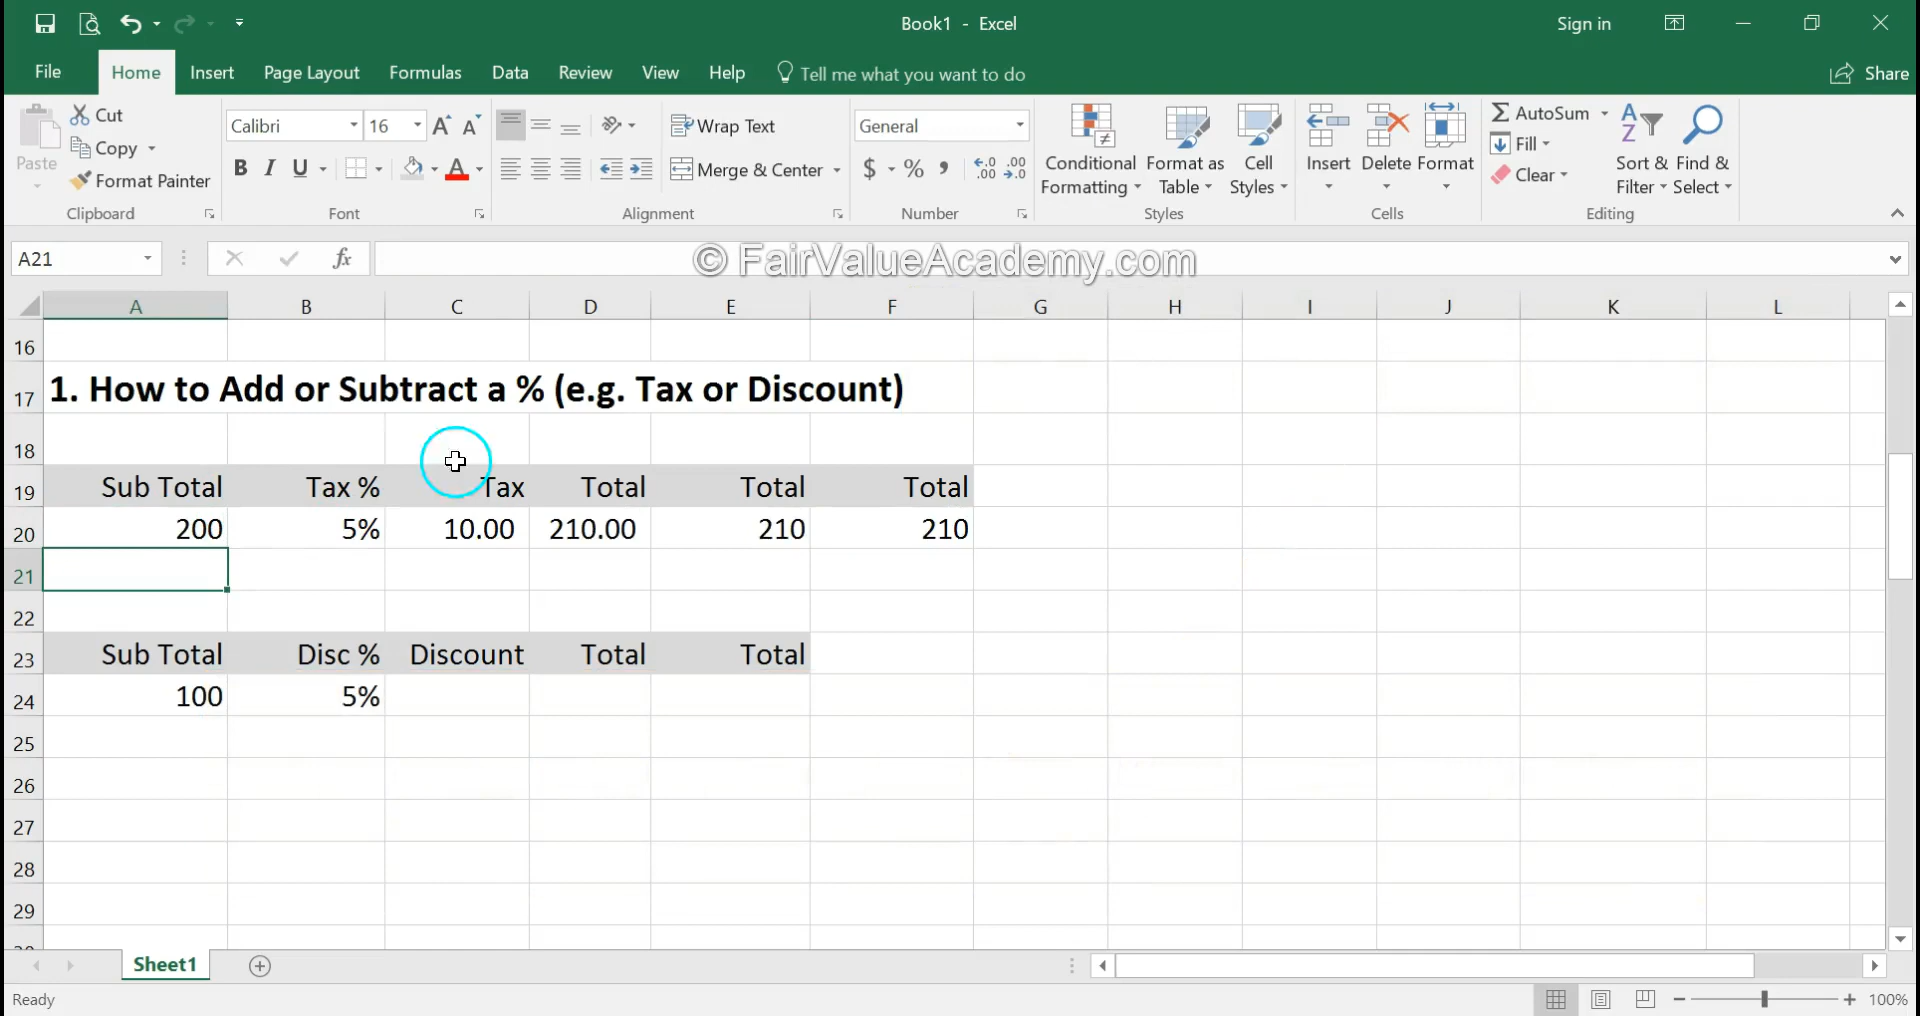 Book1 - Excel
Sign in
File Home Insert Page Layout Formulas Data Review View Help Tell me what you want to do Share
Paste
Cut
Copy
Format Painter
Clipboard
Calibri 16
B I U A
Font
Wrap Text
Merge & Center
Alignment
General
$ % ,
Number
Conditional Formatting
Format as Table
Cell Styles
Styles
Insert Delete Format
Cells
AutoSum
Fill
Clear
Sort & Filter
Find & Select
Editing
A21 fx
© FairValueAcademy.com
A B C D E F G H I J K L
16
17 1. How to Add or Subtract a % (e.g. Tax or Discount)
18
19 Sub Total Tax % Tax Total Total Total
20 200 5% 10.00 210.00 210 210
21
22
23 Sub Total Disc % Discount Total Total
24 100 5%
25
26
27
28
29
Sheet1
Ready 100%